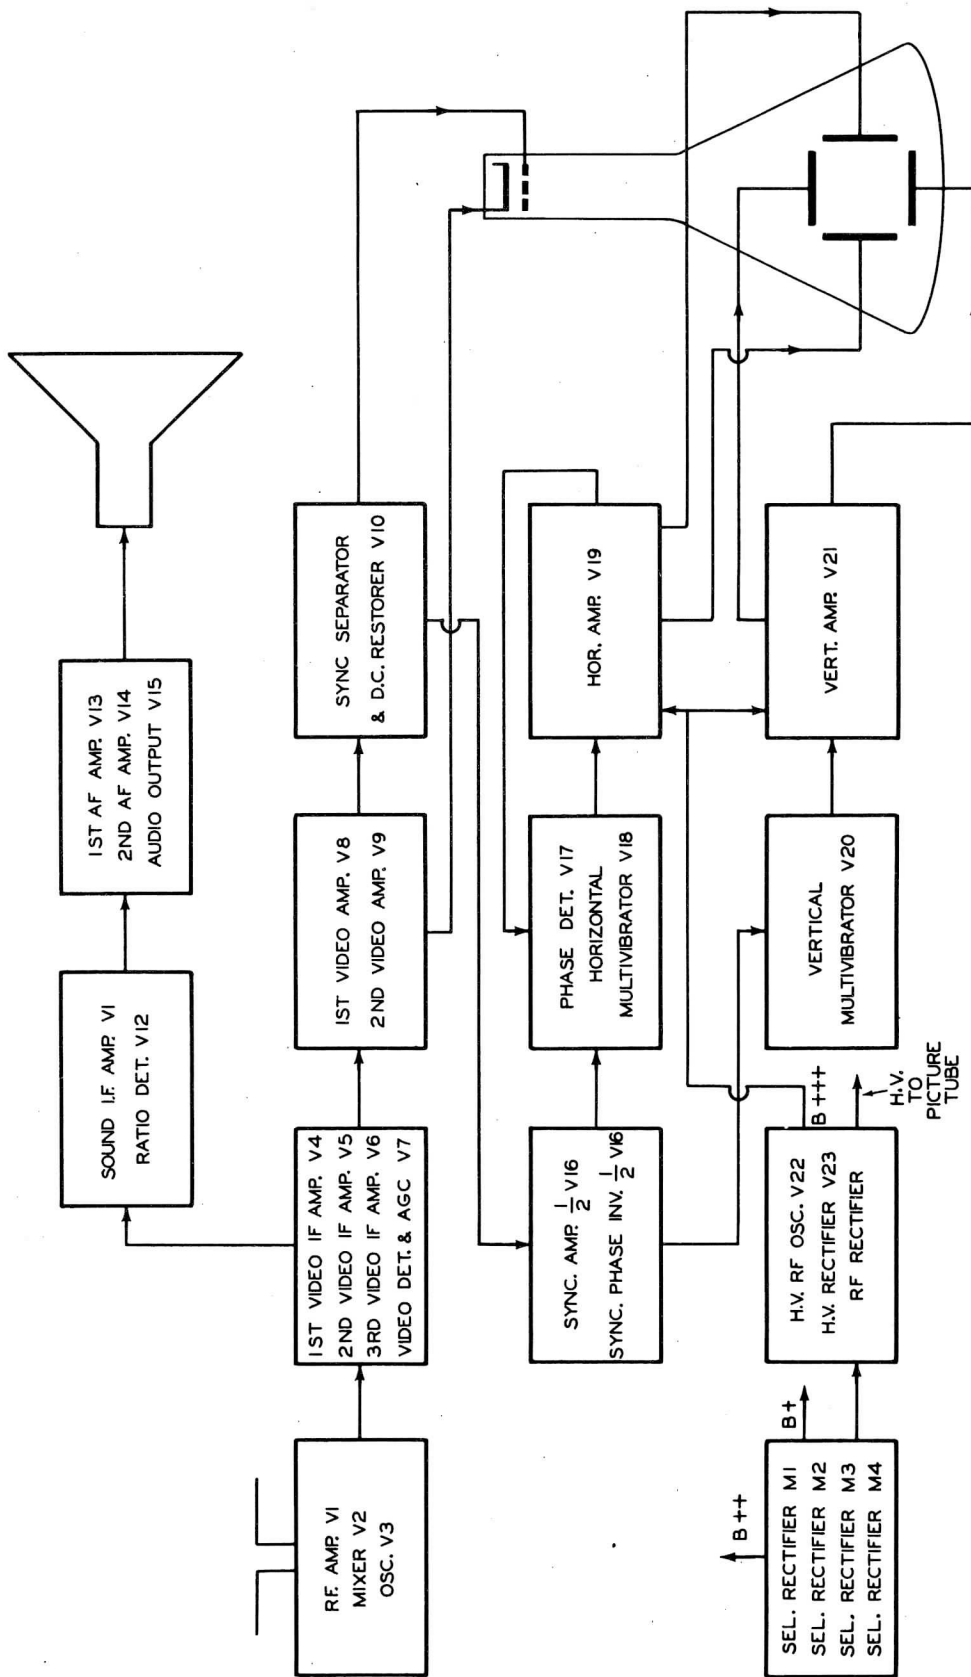 1ST AF AMP. V13
2ND AF AMP. V14
AUDIO OUTPUT V15
SOUND I.F. AMP. V1
RATIO DET. V12
SYNC SEPARATOR
& D.C. RESTORER V10
1ST VIDEO AMP. V8
2ND VIDEO AMP. V9
1ST VIDEO IF AMP. V4
2ND VIDEO IF AMP. V5
3RD VIDEO IF AMP. V6
VIDEO DET. & AGC V7
R.F. AMP. V1
MIXER V2
OSC. V3
HOR. AMP. V19
PHASE DET. V17
HORIZONTAL
MULTIVIBRATOR V18
SYNC. AMP. 1/2 V16
SYNC. PHASE INV. 1/2 V16
VERT. AMP. V21
VERTICAL
MULTIVIBRATOR V20
B+++
H.V.
TO
PICTURE
TUBE
H.V. RF OSC. V22
H.V. RECTIFIER V23
RF RECTIFIER
B+
B++
SEL. RECTIFIER M1
SEL. RECTIFIER M2
SEL. RECTIFIER M3
SEL. RECTIFIER M4